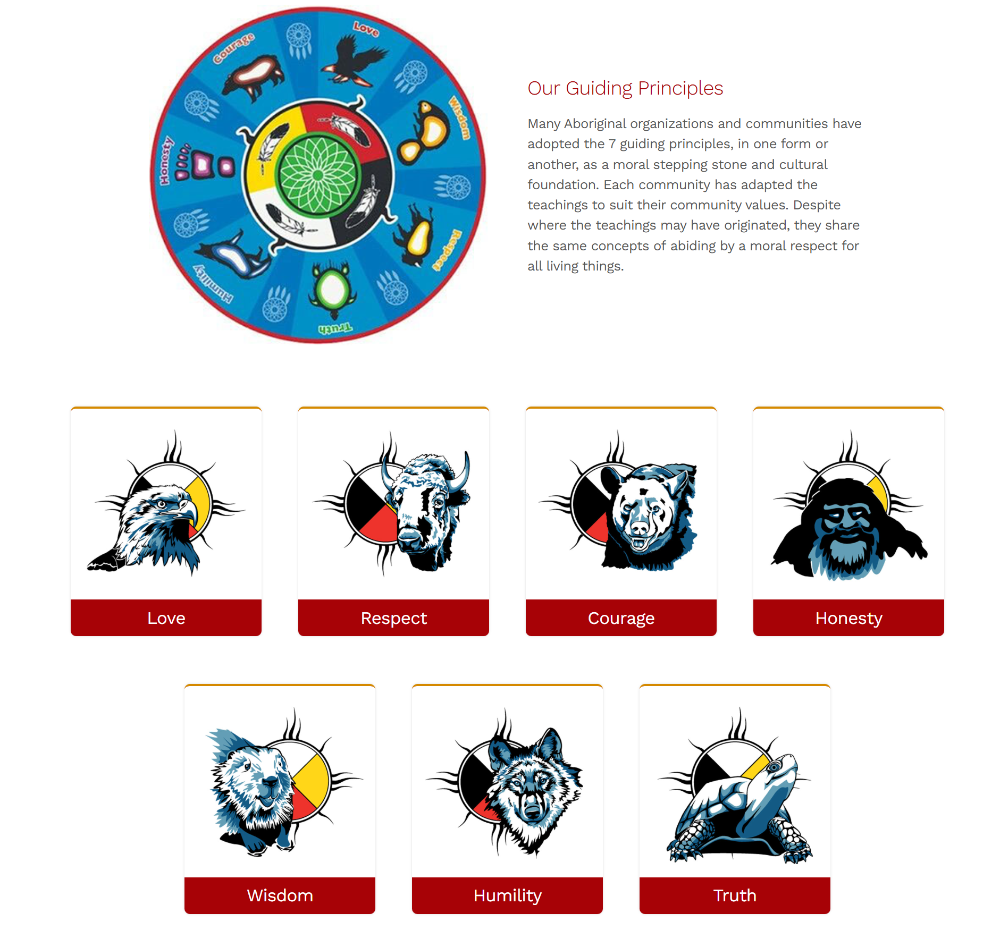 Love
Courage
Wisdom
Honesty
Respect
Humility
Truth
Our Guiding Principles
Many Aboriginal organizations and communities have
adopted the 7 guiding principles, in one form or
another, as a moral stepping stone and cultural
foundation. Each community has adapted the
teachings to suit their community values. Despite
where the teachings may have originated, they share
the same concepts of abiding by a moral respect for
all living things.
Love
Respect
Courage
Honesty
Wisdom
Humility
Truth